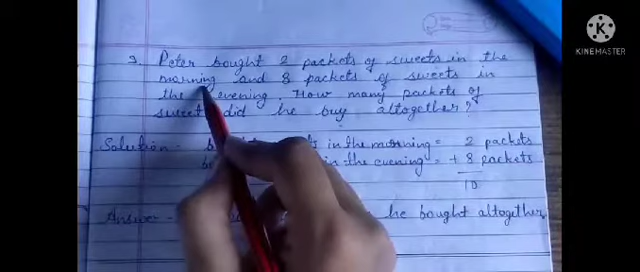 3 Peter bought 2 packets of sweets in the
morning and 8 packets of sweets in
the evening. How many packets of
sweet did he buy altogether?
Solution - in the morning = 2 packets
in the evening = + 8 packets
10
Answer he bought altogether.
K
KINEMASTER